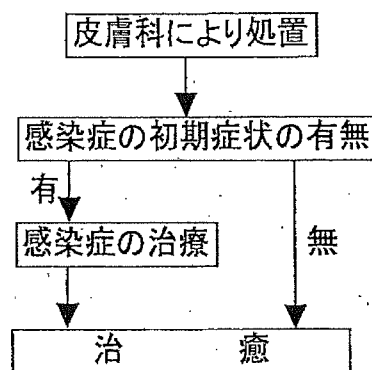 皮膚科により処置
感染症の初期症状の有無
有
感染症の治療
無
治癒